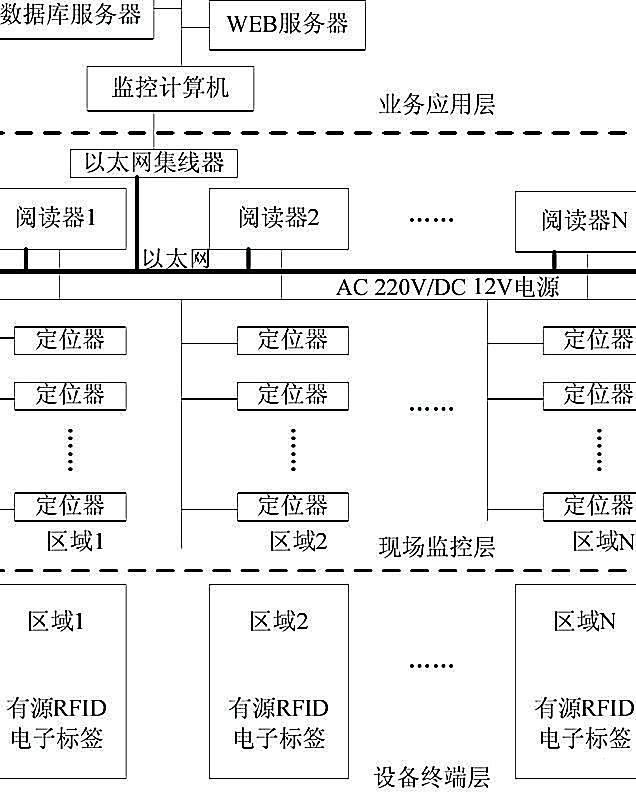 数据库服务器
WEB服务器
监控计算机
业务应用层
以太网集线器
阅读器1
阅读器2
……
阅读器N
以太网
AC 220V/DC 12V电源
定位器
定位器
定位器
定位器
定位器
……
定位器
定位器
定位器
定位器
区域1
区域2
现场监控层
区域N
区域1
区域2
区域N
……
有源RFID
电子标签
有源RFID
电子标签
有源RFID
电子标签
设备终端层